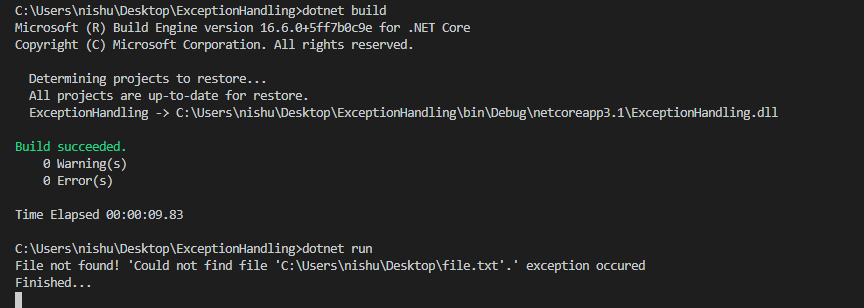 C:\Users\nishu\Desktop\ExceptionHandling>dotnet build
Microsoft (R) Build Engine version 16.6.0+5ff7b0c9e for .NET Core
Copyright (C) Microsoft Corporation. All rights reserved.
Determining projects to restore...
All projects are up-to-date for restore.
ExceptionHandling -> C:\Users\nishu\Desktop\ExceptionHandling\bin\Debug\netcoreapp3.1\ExceptionHandling.dll
Build succeeded.
0 Warning(s)
0 Error(s)
Time Elapsed 00:00:09.83
C:\Users\nishu\Desktop\ExceptionHandling>dotnet run
File not found! 'Could not find file 'C:\Users\nishu\Desktop\file.txt'.' exception occured
Finished...